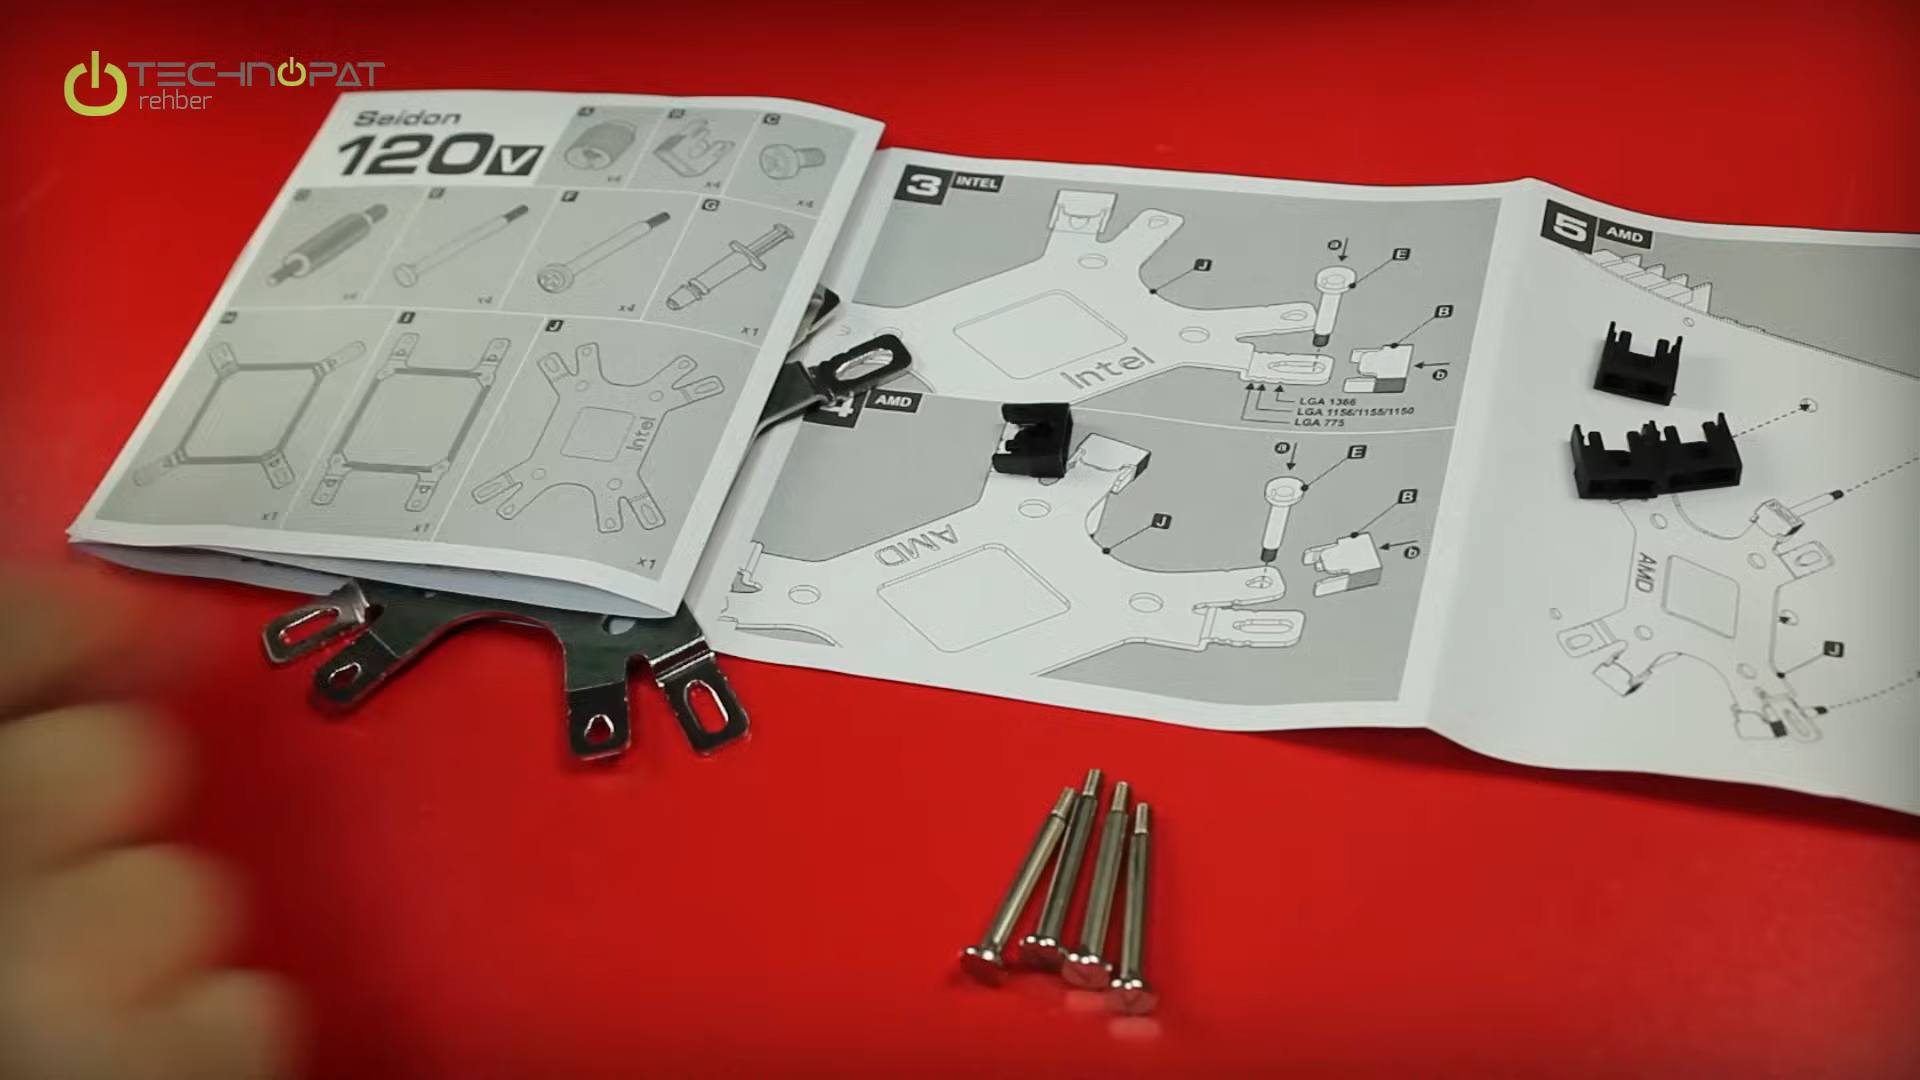 TECHNOPAT
rehber
Seidon
120V
A
x4
B
x4
C
x4
x4
E
x4
F
x4
G
x1
H
x1
I
x1
J
Intel
x1
3 INTEL
J
a
E
B
b
Intel
LGA 1366
LGA 1156/1155/1150
LGA 775
4 AMD
a
E
B
b
J
AMD
5 AMD
AMD
J